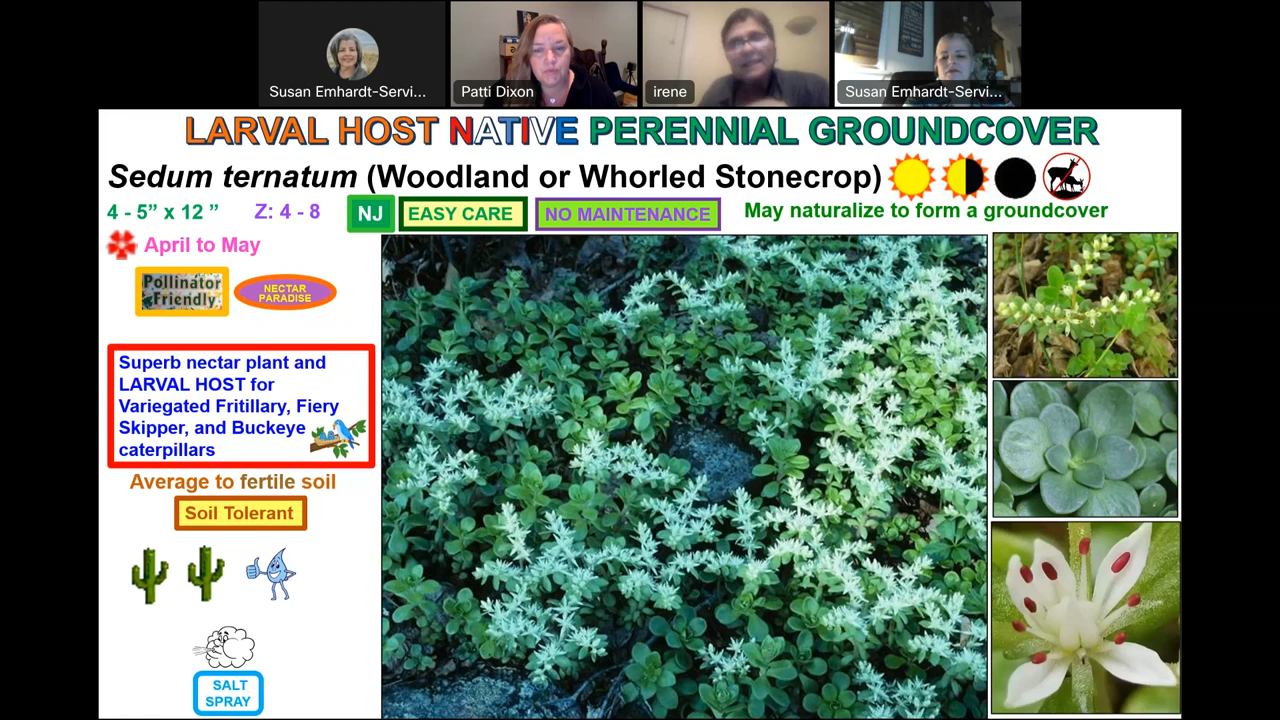 Susan Emhardt-Servi...
Patti Dixon
irene
Susan Emhardt-Servi...
LARVAL HOST NATIVE PERENNIAL GROUNDCOVER
Sedum ternatum (Woodland or Whorled Stonecrop)
4 - 5” x 12 ”
Z: 4 - 8
NJ
EASY CARE
NO MAINTENANCE
May naturalize to form a groundcover
April to May
Pollinator
Friendly
NECTAR
PARADISE
Superb nectar plant and
LARVAL HOST for
Variegated Fritillary, Fiery
Skipper, and Buckeye
caterpillars
Average to fertile soil
Soil Tolerant
SALT
SPRAY